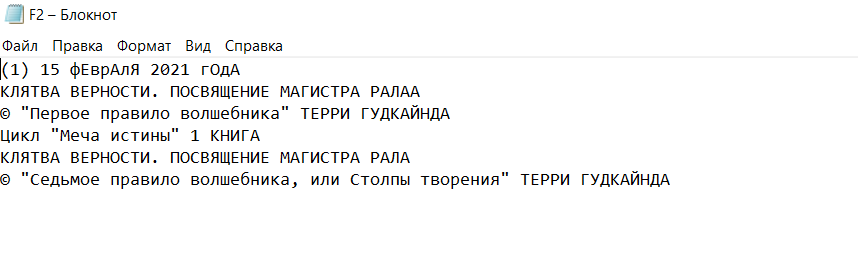 F2 – Блокнот
Файл Правка Формат Вид Справка
(1) 15 фЕврАлЯ 2021 гОдА
КЛЯТВА ВЕРНОСТИ. ПОСВЯЩЕНИЕ МАГИСТРА РАЛАА
© "Первое правило волшебника" ТЕРРИ ГУДКАЙНДА
Цикл "Меча истины" 1 КНИГА
КЛЯТВА ВЕРНОСТИ. ПОСВЯЩЕНИЕ МАГИСТРА РАЛА
© "Седьмое правило волшебника, или Столпы творения" ТЕРРИ ГУДКАЙНДА